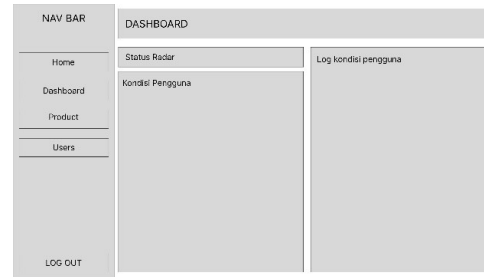 NAV BAR
Home
Dashboard
Product
Users
LOG OUT
DASHBOARD
Status Radar
Kondisi Pengguna
Log kondisi pengguna